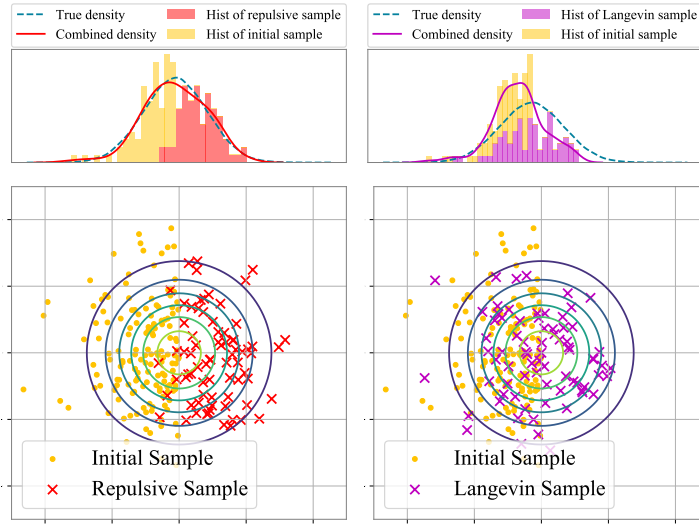 True density
Hist of repulsive sample
Combined density
Hist of initial sample
True density
Hist of Langevin sample
Combined density
Hist of initial sample
Initial Sample
Repulsive Sample
Initial Sample
Langevin Sample